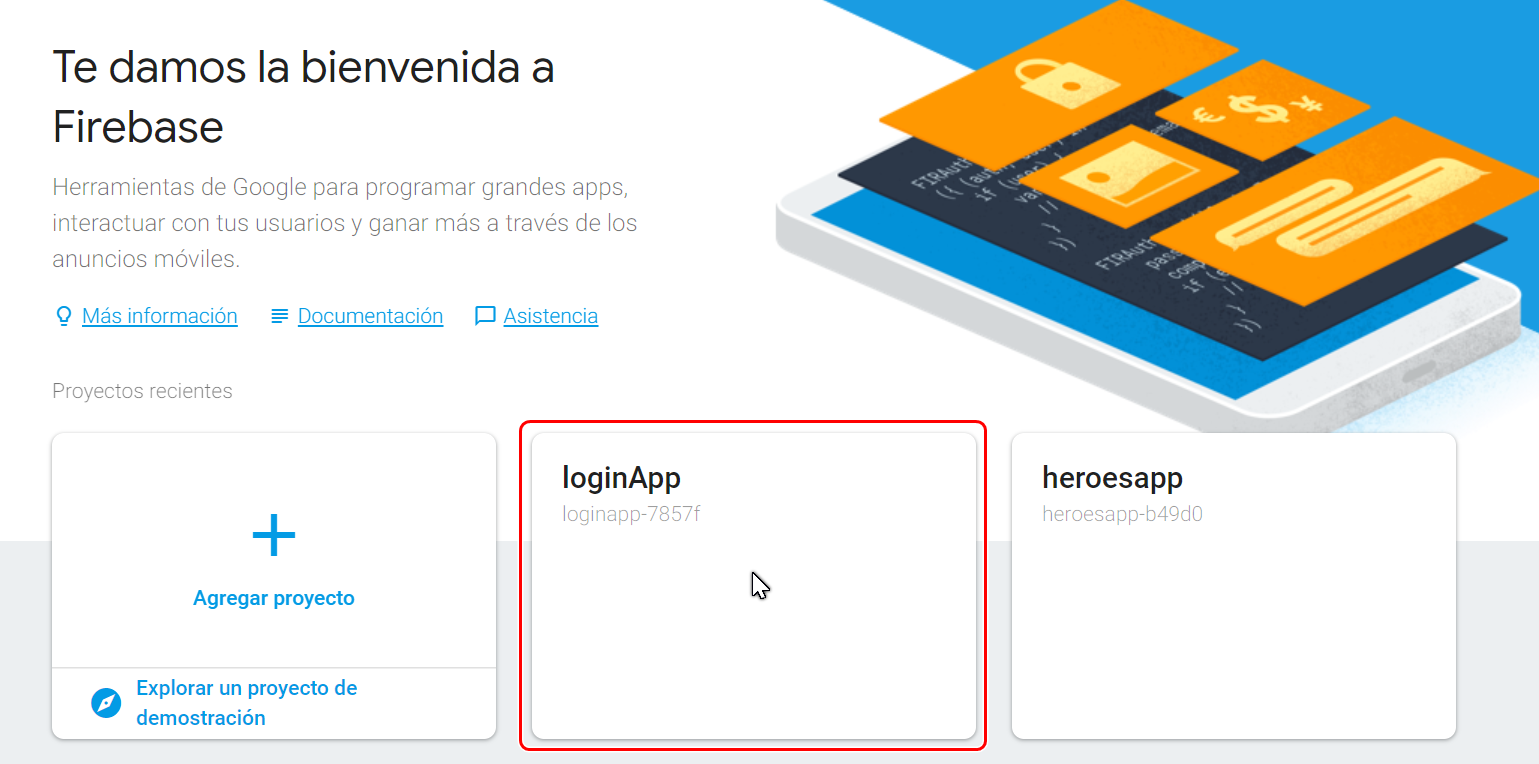 Te damos la bienvenida a
Firebase
Herramientas de Google para programar grandes apps,
interactuar con tus usuarios y ganar más a través de los
anuncios móviles.
Más información
Documentación
Asistencia
Proyectos recientes
Agregar proyecto
Explorar un proyecto de
demostración
loginApp
loginapp-7857f
heroesapp
heroesapp-b49d0